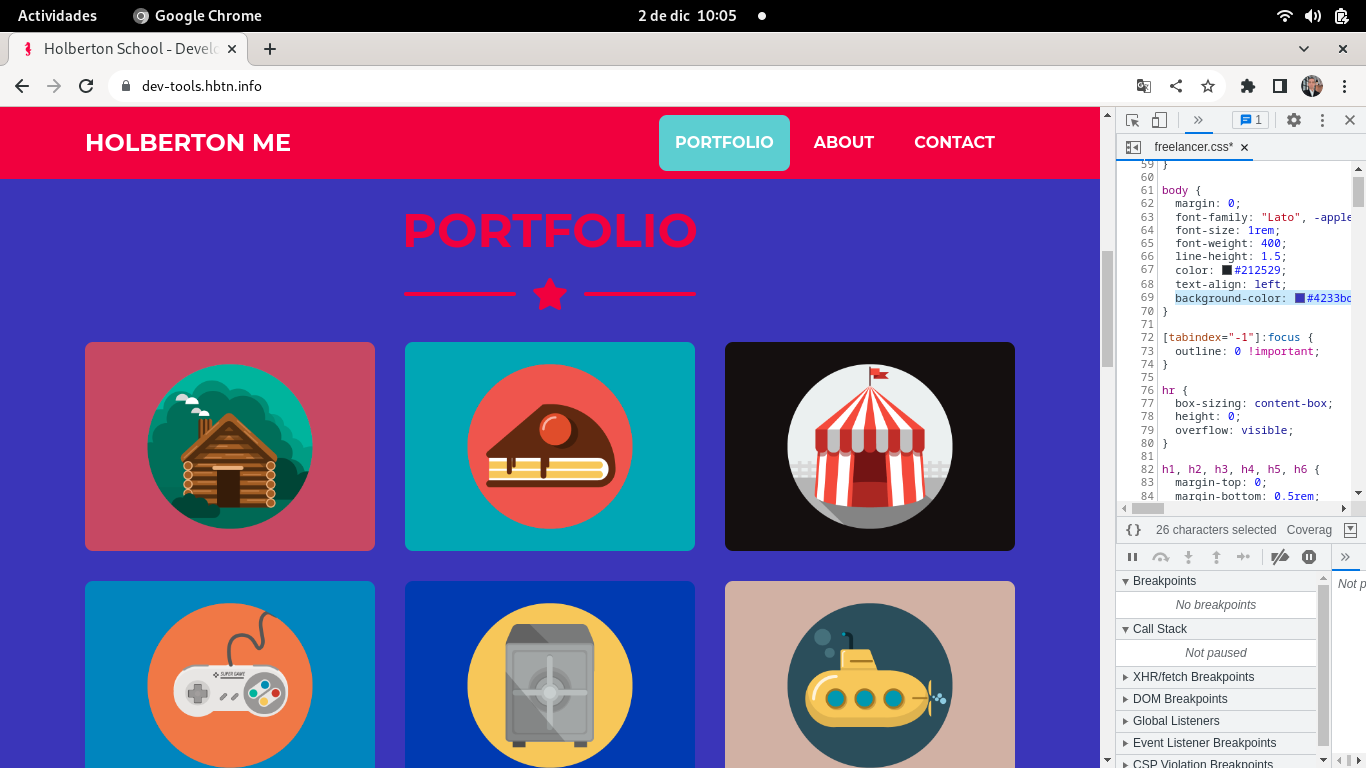 Actividades
Google Chrome
2 de dic 10:05
Holberton School - Develo
dev-tools.hbtn.info
HOLBERTON ME
PORTFOLIO
ABOUT
CONTACT
PORTFOLIO
SUPER GAME
1
freelancer.css*
59 }
60
61 body {
62 margin: 0;
63 font-family: "Lato", -apple
64 font-size: 1rem;
65 font-weight: 400;
66 line-height: 1.5;
67 color: #212529;
68 text-align: left;
69 background-color: #4233bd
70 }
71
72 [tabindex="-1"]:focus {
73 outline: 0 !important;
74 }
75
76 hr {
77 box-sizing: content-box;
78 height: 0;
79 overflow: visible;
80 }
81
82 h1, h2, h3, h4, h5, h6 {
83 margin-top: 0;
84 margin-bottom: 0.5rem;
{} 26 characters selected Coverag
Breakpoints
No breakpoints
Call Stack
Not paused
XHR/fetch Breakpoints
DOM Breakpoints
Global Listeners
Event Listener Breakpoints
CSP Violation Breakpoints
Not p